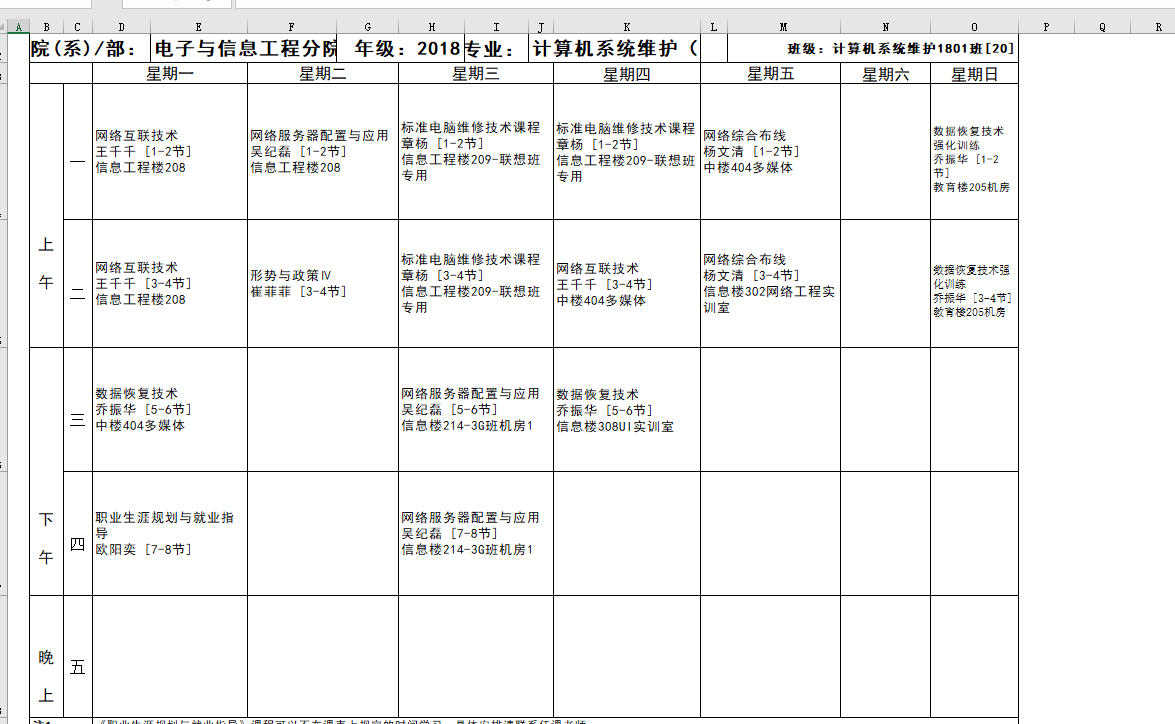 A B C D E F G H I J K L M N O P Q R
院(系)/部： 电子与信息工程分院 年级：2018 专业： 计算机系统维护（ 班级：计算机系统维护1801班[20]
星期一 星期二 星期三 星期四 星期五 星期六 星期日
上
午
一
网络互联技术
王千千 [1-2节]
信息工程楼208
网络服务器配置与应用
吴纪磊 [1-2节]
信息工程楼208
标准电脑维修技术课程
章杨 [1-2节]
信息工程楼209-联想班
专用
标准电脑维修技术课程
章杨 [1-2节]
信息工程楼209-联想班
专用
网络综合布线
杨文清 [1-2节]
中楼404多媒体
数据恢复技术
强化训练
乔振华 [1-2
节]
教育楼205机房
二
网络互联技术
王千千 [3-4节]
信息工程楼208
形势与政策Ⅳ
崔菲菲 [3-4节]
标准电脑维修技术课程
章杨 [3-4节]
信息工程楼209-联想班
专用
网络互联技术
王千千 [3-4节]
中楼404多媒体
网络综合布线
杨文清 [3-4节]
信息楼302网络工程实
训室
数据恢复技术强
化训练
乔振华 [3-4节]
教育楼205机房
下
午
三
数据恢复技术
乔振华 [5-6节]
中楼404多媒体
网络服务器配置与应用
吴纪磊 [5-6节]
信息楼214-3G班机房1
数据恢复技术
乔振华 [5-6节]
信息楼308UI实训室
四
职业生涯规划与就业指
导
欧阳奕 [7-8节]
网络服务器配置与应用
吴纪磊 [7-8节]
信息楼214-3G班机房1
晚
上
五